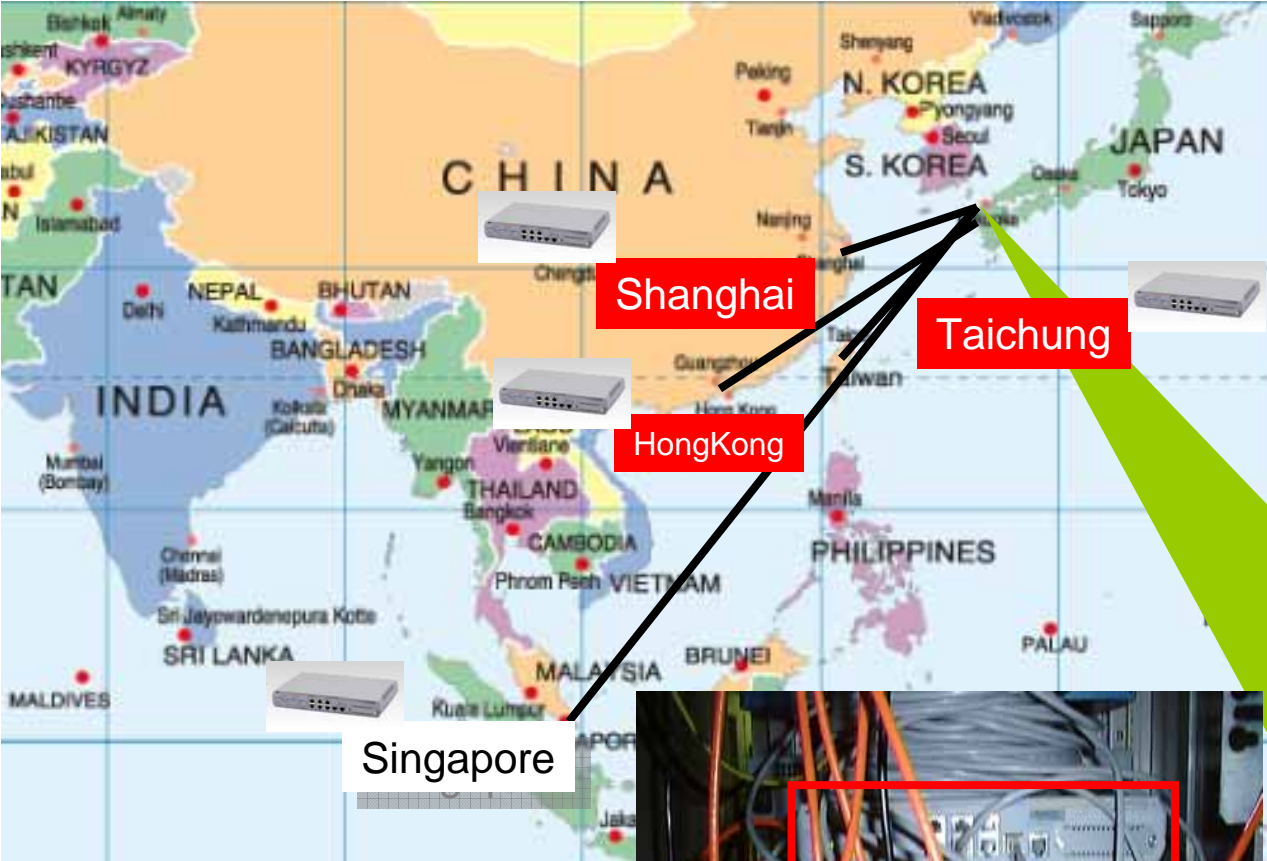 Bishkek
Almaty
KYRGYZ
Vladivostok
Sapporo
Shenyang
Peking
N. KOREA
P'yongyang
Tianjin
Seoul
JAPAN
S. KOREA
Osaka
Tokyo
CHINA
Islamabad
Nanjing
Shanghai
Taichung
NEPAL
BHUTAN
Delhi
Kathmandu
BANGLADESH
Dhaka
Guangzhou
Taiwan
INDIA
Kolkata
(Calcutta)
Hong Kong
HongKong
Vientiane
Mumbai
(Bombay)
Yangon
THAILAND
Bangkok
Manila
CAMBODIA
PHILIPPINES
Chennai
(Madras)
Phnom Penh
VIETNAM
Sri Jayewardenepura Kotte
SRI LANKA
PALAU
MALAYSIA
BRUNEI
MALDIVES
Kuala Lumpur
Singapore